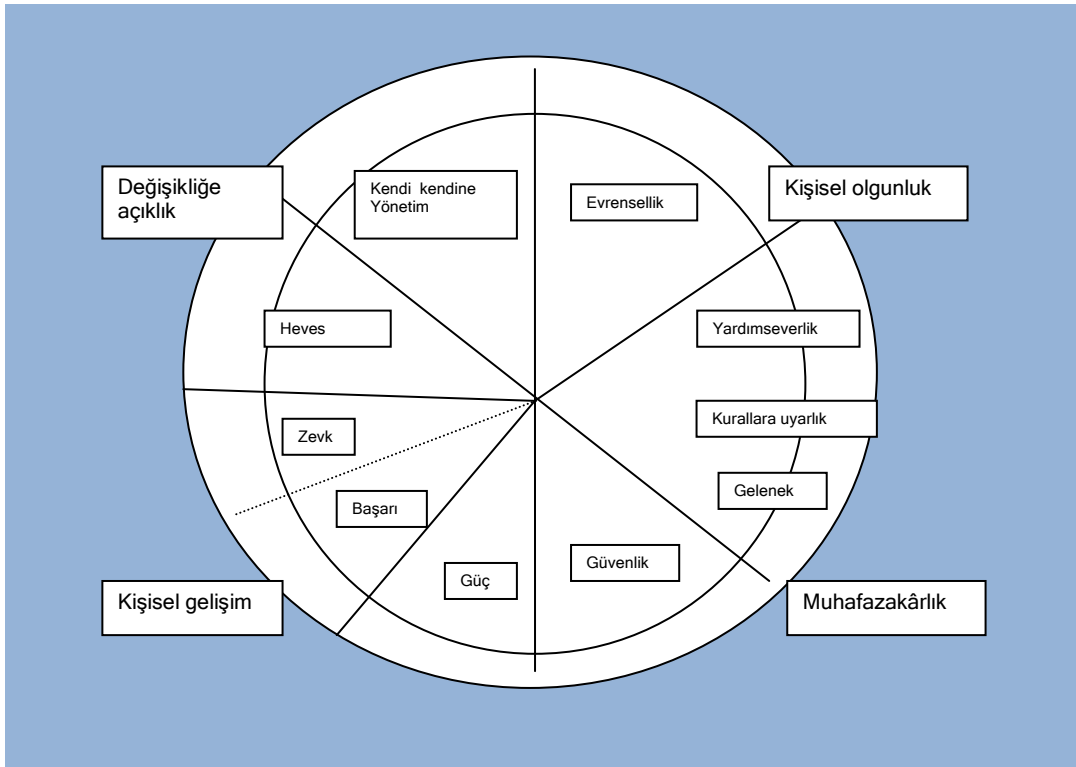 Değişikliğe
açıklık
Kendi kendine
Yönetim
Evrensellik
Kişisel olgunluk
Heves
Yardımseverlik
Kurallara uyarlık
Zevk
Gelenek
Başarı
Güvenlik
Güç
Kişisel gelişim
Muhafazakârlık